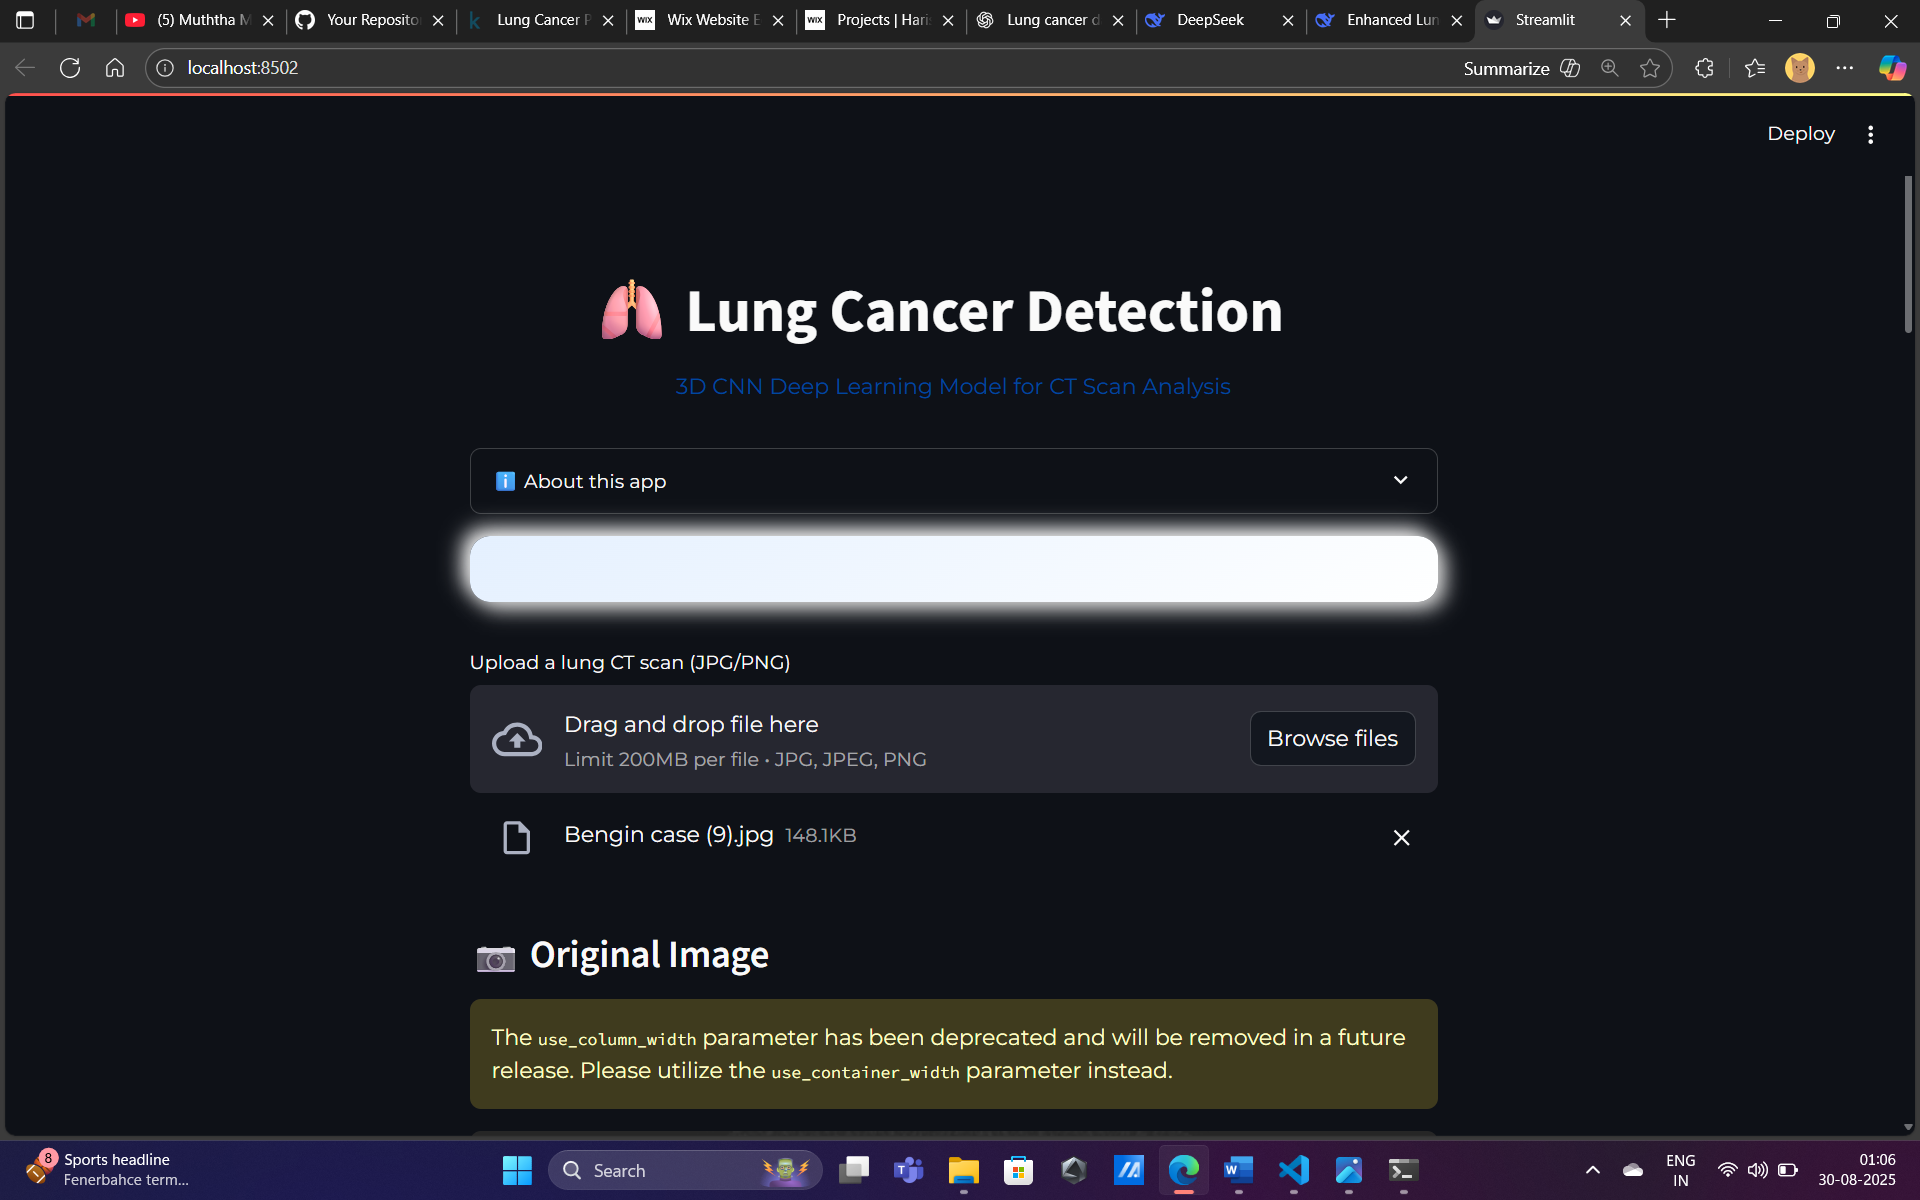 (5) Muththa M
Your Reposito
Lung Cancer P
WIX Wix Website E
WIX Projects | Hari
Lung cancer d
DeepSeek
Enhanced Lun
Streamlit
localhost:8502
Summarize
Deploy
Lung Cancer Detection
3D CNN Deep Learning Model for CT Scan Analysis
About this app
Upload a lung CT scan (JPG/PNG)
Drag and drop file here
Limit 200MB per file • JPG, JPEG, PNG
Browse files
Bengin case (9).jpg 148.1KB
Original Image
The use_column_width parameter has been deprecated and will be removed in a future
release. Please utilize the use_container_width parameter instead.
8
Sports headline
Fenerbahce term...
Search
ENG
IN
01:06
30-08-2025